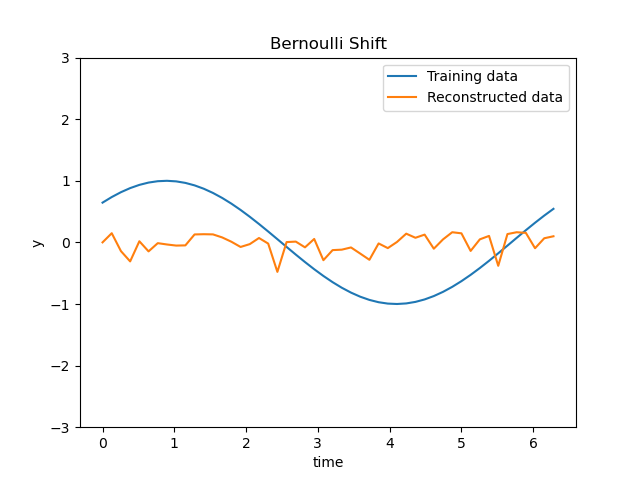 Bernoulli Shift
Training data
Reconstructed data
3
2
1
0
−1
−2
−3
y
0
1
2
3
4
5
6
time